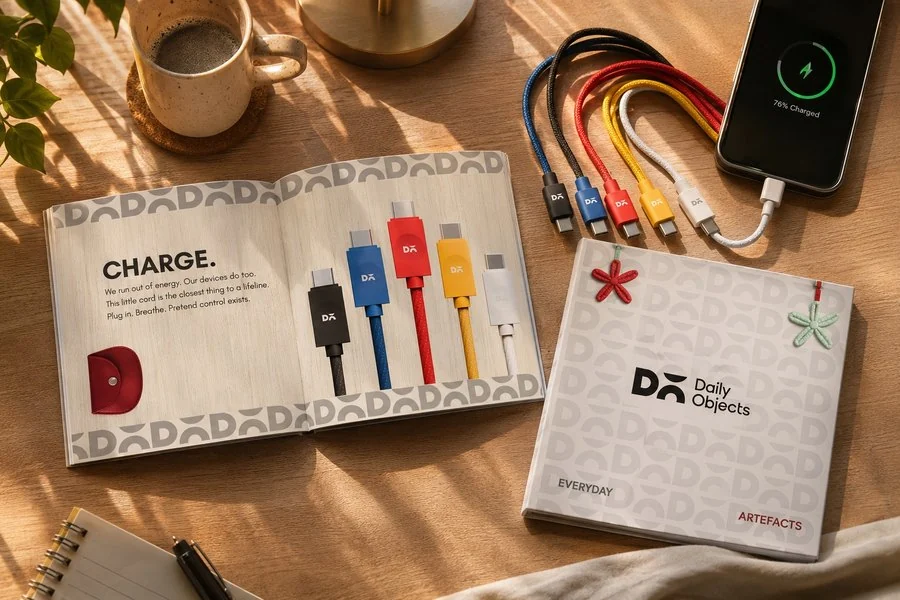 CHARGE.
We run out of energy. Our devices do too.
This little cord is the closest thing to a lifeline.
Plug in. Breathe. Pretend control exists.
76% Charged
Daily
Objects
EVERYDAY
ARTEFACTS